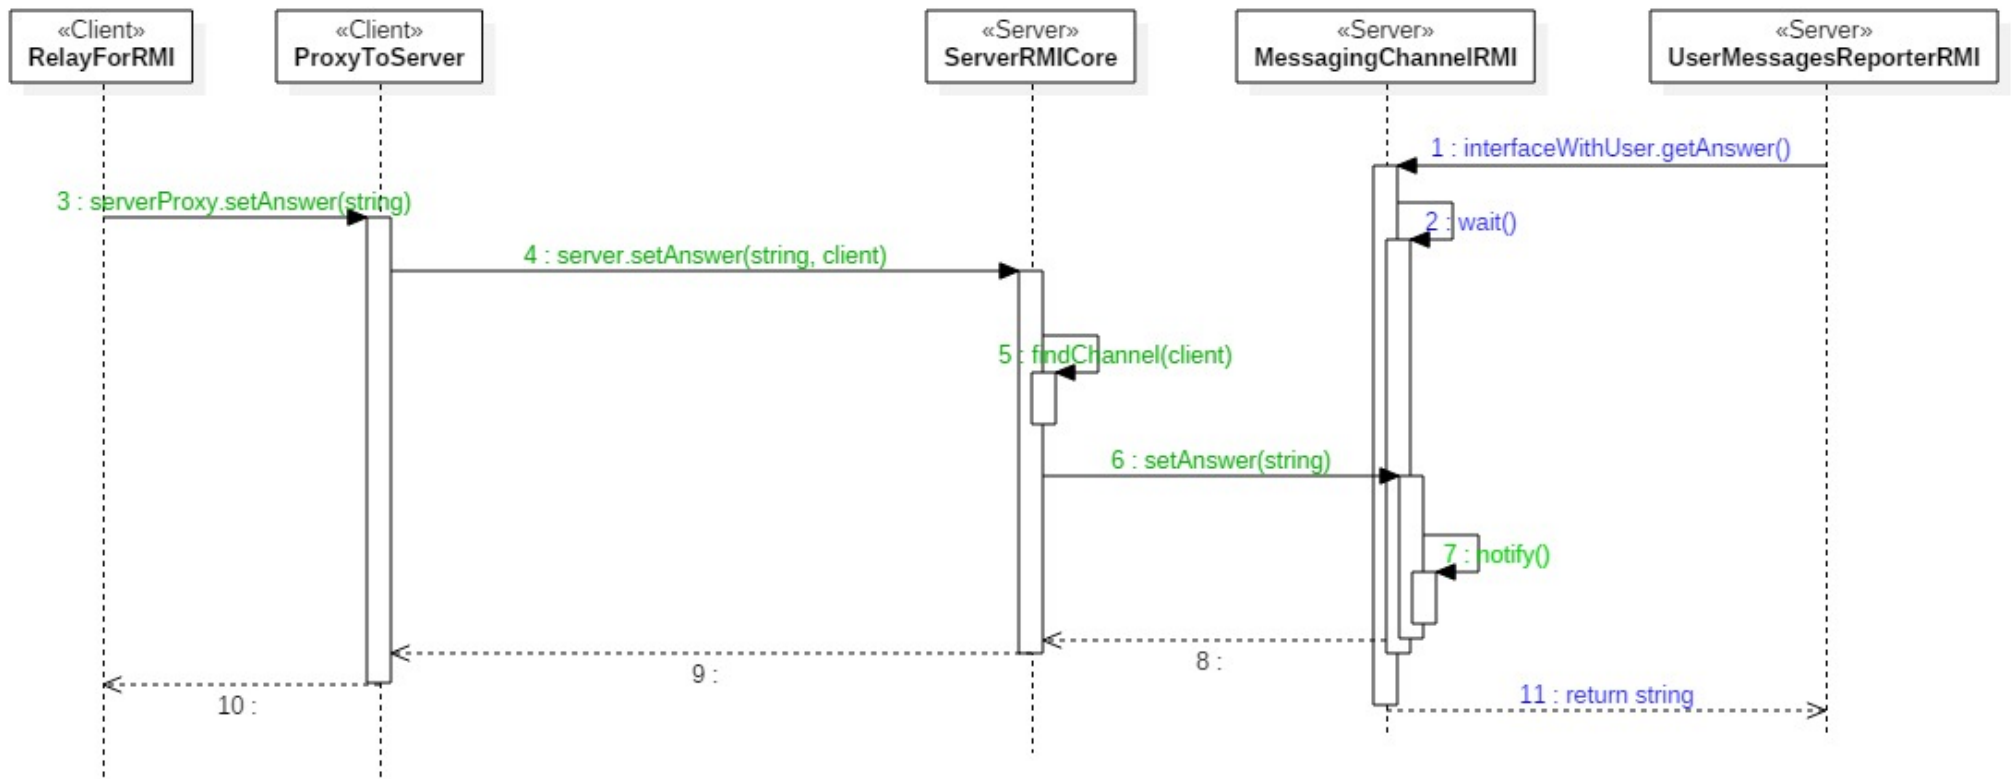 «Client»
RelayForRMI
«Client»
ProxyToServer
«Server»
ServerRMICore
«Server»
MessagingChannelRMI
«Server»
UserMessagesReporterRMI
1 : interfaceWithUser.getAnswer()
3 : serverProxy.setAnswer(string)
2 : wait()
4 : server.setAnswer(string, client)
5 : findChannel(client)
6 : setAnswer(string)
7 : notify()
8 :
9 :
10 :
11 : return string